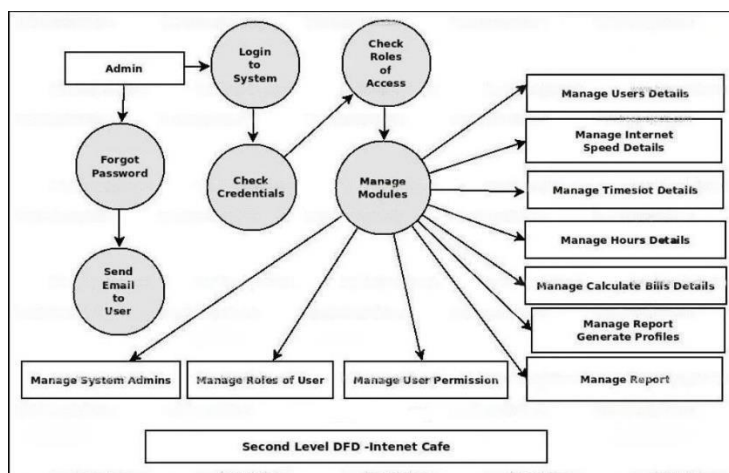 Admin
Login
to
System
Check
Roles
of
Access
Forgot
Password
Check
Credentials
Manage
Modules
Send
Email
to
User
Manage Users Details
Manage Internet
Speed Details
Manage Timesiot Details
Manage Hours Details
Manage Calculate Bills Details
Manage Report
Generate Profiles
Manage Report
Manage System Admins
Manage Roles of User
Manage User Permission
Second Level DFD -Intenet Cafe